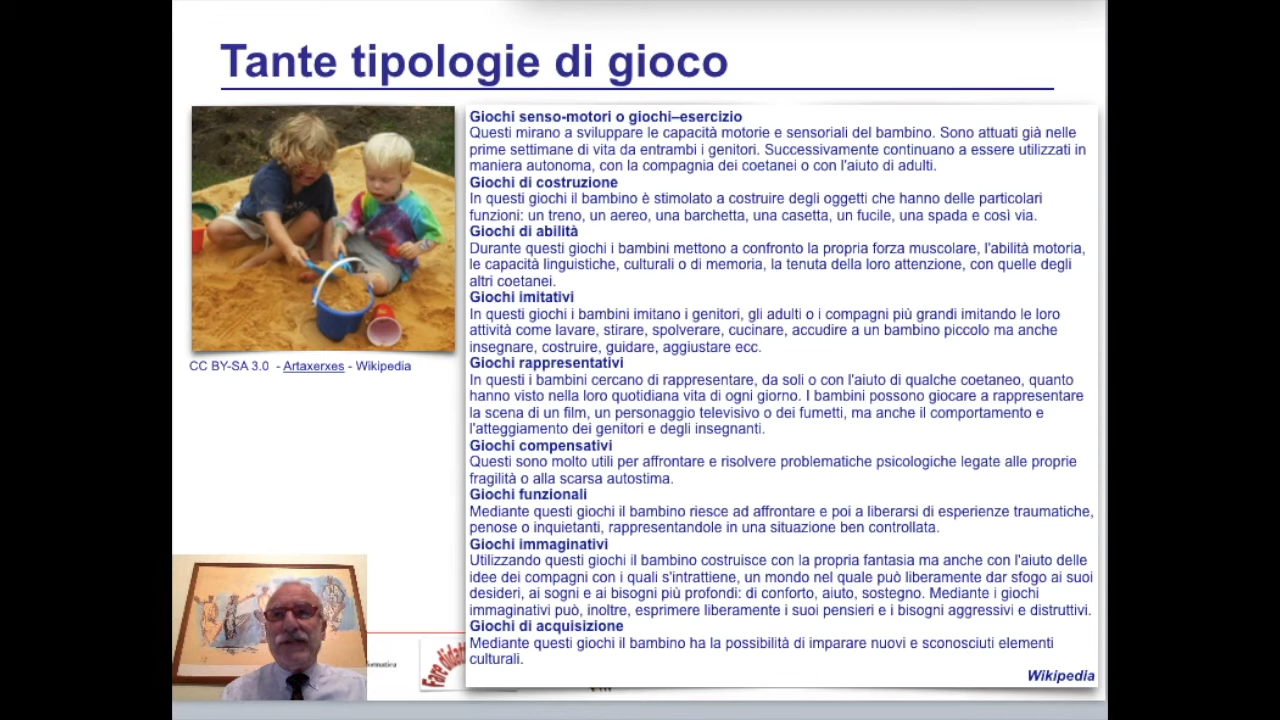 Tante tipologie di gioco
Giochi senso-motori o giochi–esercizio
Questi mirano a sviluppare le capacità motorie e sensoriali del bambino. Sono attuati già nelle
prime settimane di vita da entrambi i genitori. Successivamente continuano a essere utilizzati in
maniera autonoma, con la compagnia dei coetanei o con l'aiuto di adulti.
Giochi di costruzione
In questi giochi il bambino è stimolato a costruire degli oggetti che hanno delle particolari
funzioni: un treno, un aereo, una barchetta, una casetta, un fucile, una spada e così via.
Giochi di abilità
Durante questi giochi i bambini mettono a confronto la propria forza muscolare, l'abilità motoria,
le capacità linguistiche, culturali o di memoria, la tenuta della loro attenzione, con quelle degli
altri coetanei.
Giochi imitativi
In questi giochi i bambini imitano i genitori, gli adulti o i compagni più grandi imitando le loro
attività come lavare, stirare, spolverare, cucinare, accudire a un bambino piccolo ma anche
insegnare, costruire, guidare, aggiustare ecc.
Giochi rappresentativi
In questi i bambini cercano di rappresentare, da soli o con l'aiuto di qualche coetaneo, quanto
hanno visto nella loro quotidiana vita di ogni giorno. I bambini possono giocare a rappresentare
la scena di un film, un personaggio televisivo o dei fumetti, ma anche il comportamento e
l'atteggiamento dei genitori e degli insegnanti.
Giochi compensativi
Questi sono molto utili per affrontare e risolvere problematiche psicologiche legate alle proprie
fragilità o alla scarsa autostima.
Giochi funzionali
Mediante questi giochi il bambino riesce ad affrontare e poi a liberarsi di esperienze traumatiche,
penose o inquietanti, rappresentandole in una situazione ben controllata.
Giochi immaginativi
Utilizzando questi giochi il bambino costruisce con la propria fantasia ma anche con l'aiuto delle
idee dei compagni con i quali s'intrattiene, un mondo nel quale può liberamente dar sfogo ai suoi
desideri, ai sogni e ai bisogni più profondi: di conforto, aiuto, sostegno. Mediante i giochi
immaginativi può, inoltre, esprimere liberamente i suoi pensieri e i bisogni aggressivi e distruttivi.
Giochi di acquisizione
Mediante questi giochi il bambino ha la possibilità di imparare nuovi e sconosciuti elementi
culturali.
Wikipedia
CC BY-SA 3.0 - Artaxerxes - Wikipedia
Fare didat